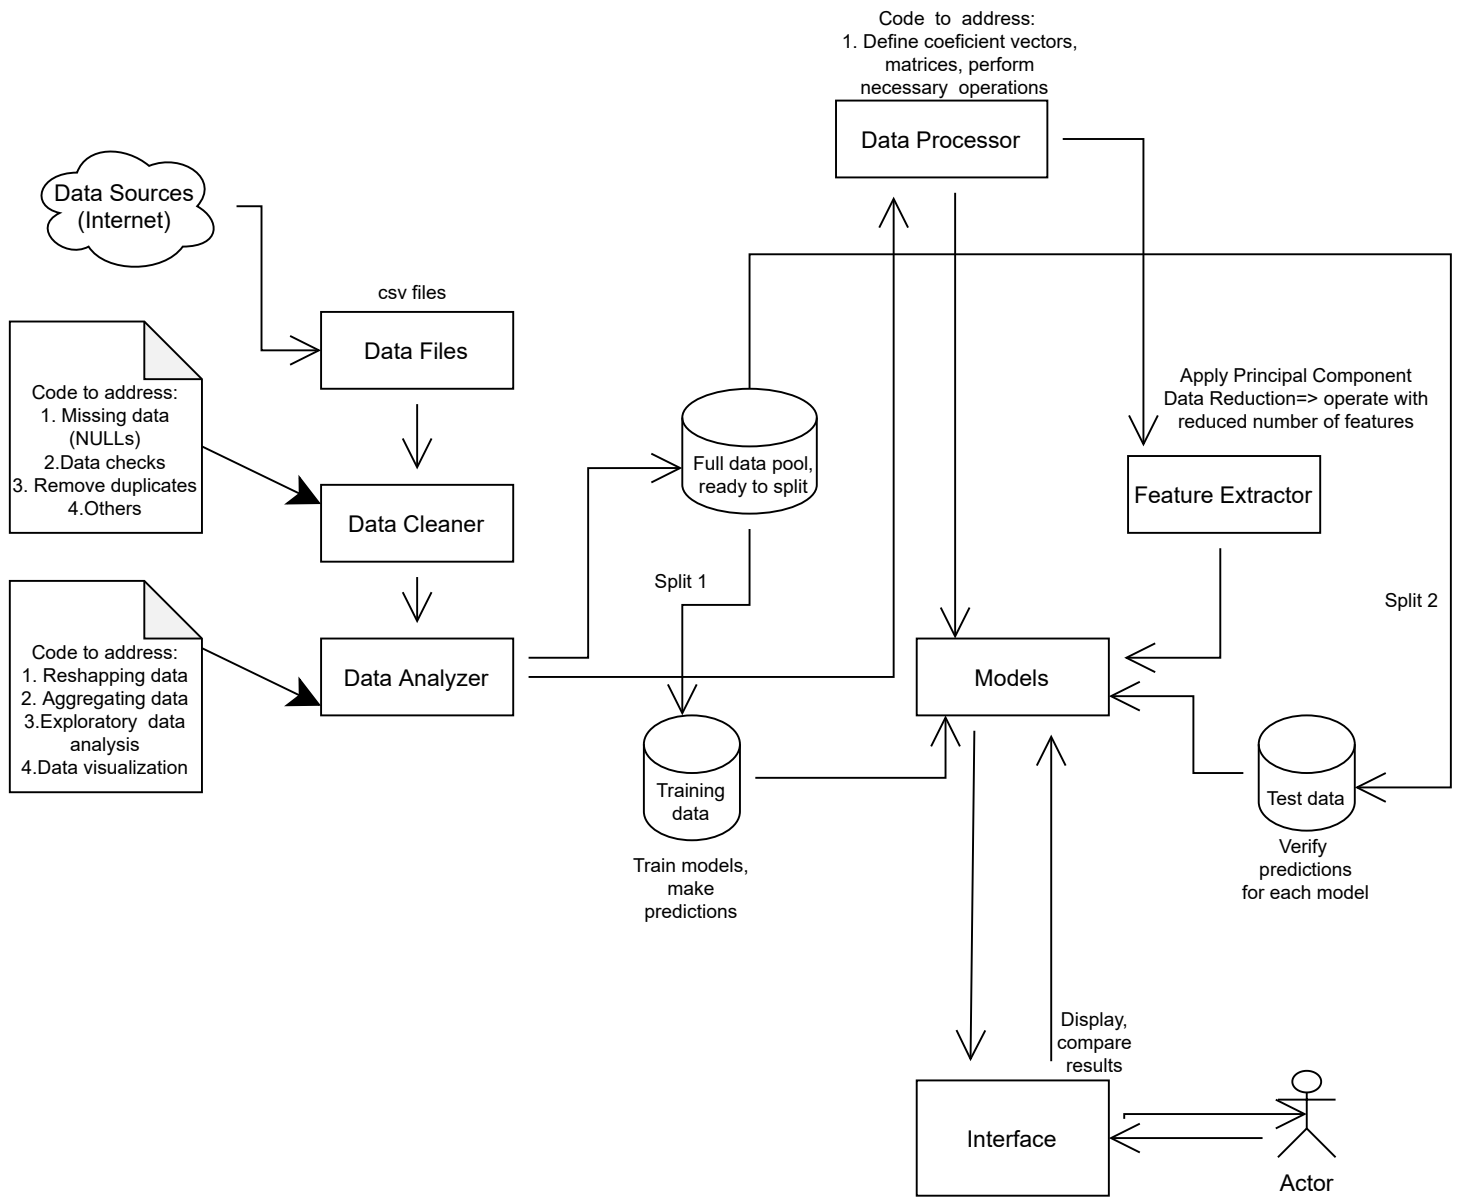 Code to address:
1. Define coeficient vectors,
matrices, perform
necessary operations
Data Processor
Data Sources
(Internet)
csv files
Data Files
Code to address:
1. Missing data
(NULLs)
2.Data checks
3. Remove duplicates
4.Others
Data Cleaner
Full data pool,
ready to split
Apply Principal Component
Data Reduction=> operate with
reduced number of features
Feature Extractor
Split 1
Split 2
Code to address:
1. Reshapping data
2. Aggregating data
3.Exploratory data
analysis
4.Data visualization
Data Analyzer
Models
Training
data
Train models,
make
predictions
Test data
Verify
predictions
for each model
Display,
compare
results
Interface
Actor